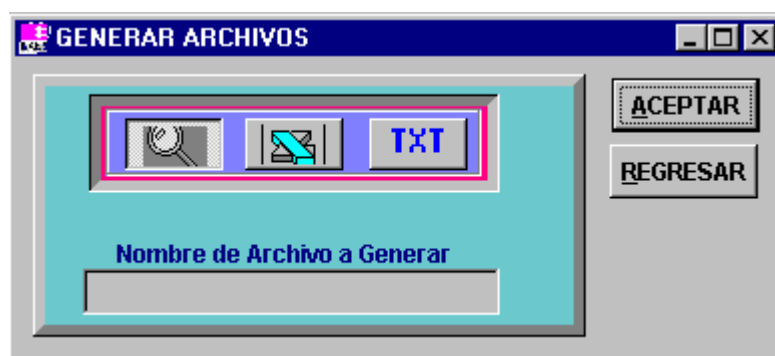 GENERAR ARCHIVOS
ACEPTAR
TXT
REGRESAR
Nombre de Archivo a Generar